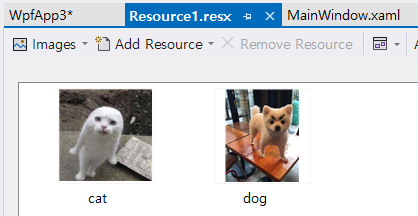 WpfApp3* Resource1.resx MainWindow.xaml
Images Add Resource Remove Resource A
cat dog